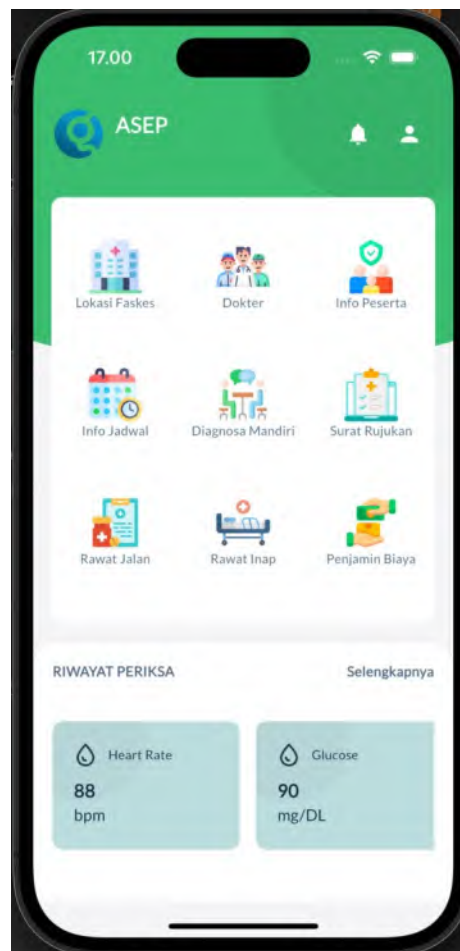 17.00
ASEP
Lokasi Faskes Dokter Info Peserta
Info Jadwal Diagnosa Mandiri Surat Rujukan
Rawat Jalan Rawat Inap Penjamin Biaya
RIWAYAT PERIKSA Selengkapnya
Heart Rate Glucose
88 90
bpm mg/DL